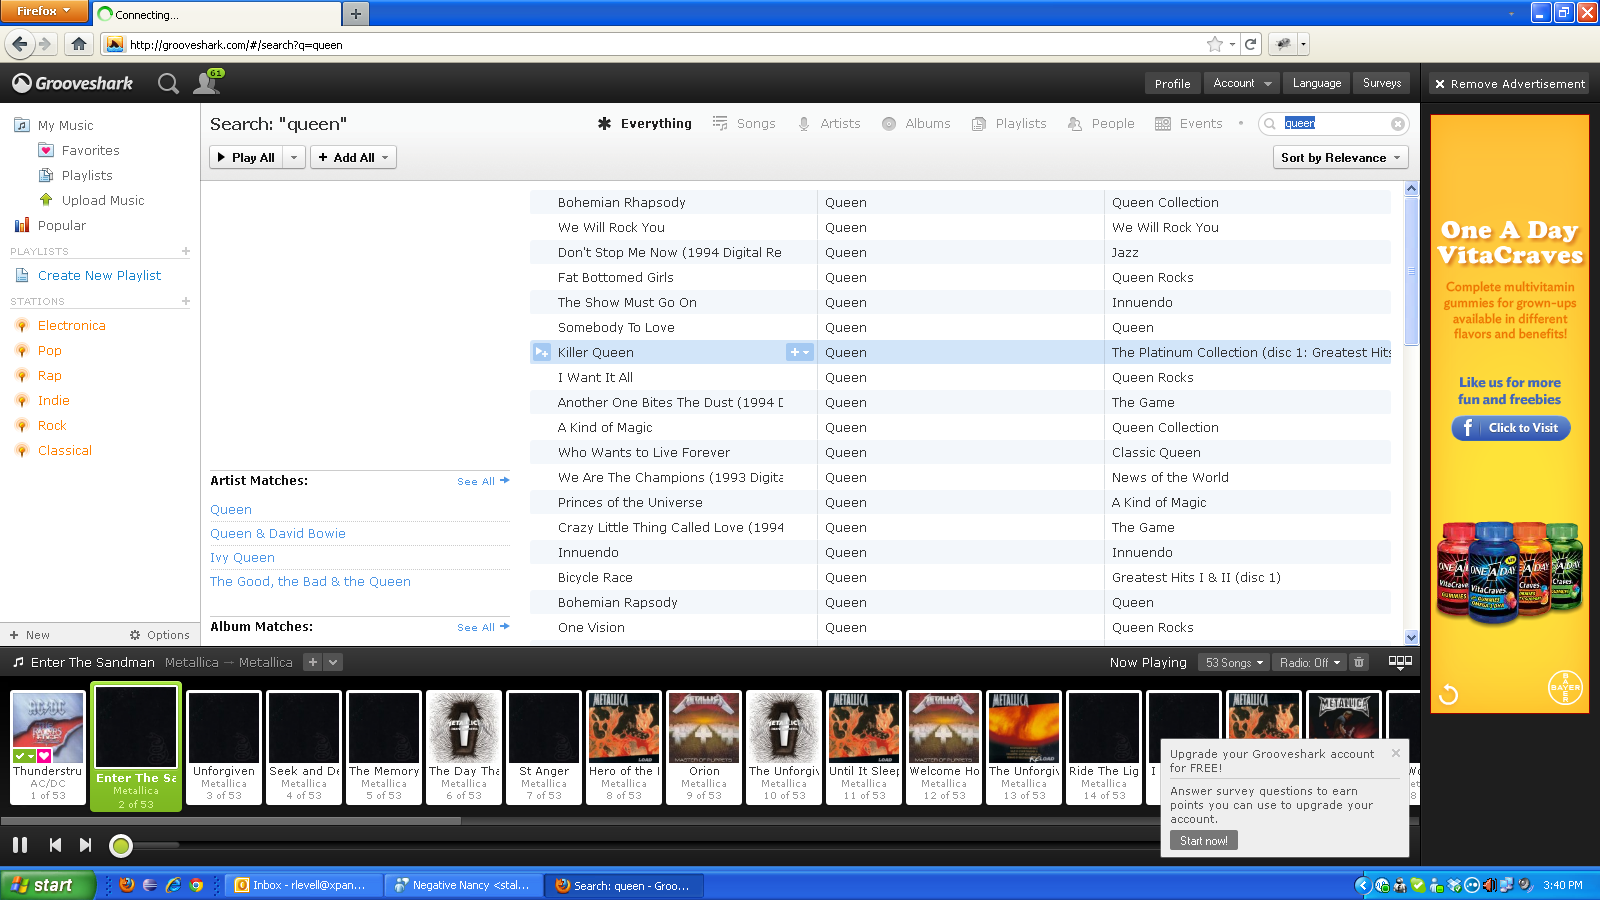 Firefox
Connecting...
http://grooveshark.com/#/search?q=queen
Grooveshark
61
Profile
Account
Language
Surveys
Remove Advertisement
My Music
Favorites
Playlists
Upload Music
Popular
PLAYLISTS
Create New Playlist
STATIONS
Electronica
Pop
Rap
Indie
Rock
Classical
New
Options
Search: "queen"
Everything
Songs
Artists
Albums
Playlists
People
Events
queen
Play All
Add All
Sort by Relevance
Bohemian Rhapsody Queen Queen Collection
We Will Rock You Queen We Will Rock You
Don't Stop Me Now (1994 Digital Re Queen Jazz
Fat Bottomed Girls Queen Queen Rocks
The Show Must Go On Queen Innuendo
Somebody To Love Queen Queen
Killer Queen Queen The Platinum Collection (disc 1: Greatest Hits
I Want It All Queen Queen Rocks
Another One Bites The Dust (1994 D Queen The Game
A Kind of Magic Queen Queen Collection
Who Wants to Live Forever Queen Classic Queen
We Are The Champions (1993 Digita Queen News of the World
Princes of the Universe Queen A Kind of Magic
Crazy Little Thing Called Love (1994 Queen The Game
Innuendo Queen Innuendo
Bicycle Race Queen Greatest Hits I & II (disc 1)
Bohemian Rapsody Queen Queen
One Vision Queen Queen Rocks
Artist Matches:
See All
Queen
Queen & David Bowie
Ivy Queen
The Good, the Bad & the Queen
Album Matches:
See All
One A Day
VitaCraves
Complete multivitamin
gummies for grown-ups
available in different
flavors and benefits!
Like us for more
fun and freebies
f Click to Visit
ONE A DAY
VitaCraves
GUMMIES
BAYER
Enter The Sandman Metallica → Metallica
Now Playing
53 Songs
Radio: Off
Thunderstru
AC/DC
1 of 53
Enter The Sa
Metallica
2 of 53
Unforgiven
Metallica
3 of 53
Seek and De
Metallica
4 of 53
The Memory
Metallica
5 of 53
The Day Tha
Metallica
6 of 53
St Anger
Metallica
7 of 53
Hero of the
Metallica
8 of 53
Orion
Metallica
9 of 53
The Unforgiv
Metallica
10 of 53
Until It Sleep
Metallica
11 of 53
Welcome Ho
Metallica
12 of 53
The Unforgiv
Metallica
13 of 53
Ride The Lig
Metallica
14 of 53
I
Upgrade your Grooveshark account
for FREE!
Answer survey questions to earn
points you can use to upgrade your
account.
Start now!
start
Inbox - rlevell@xpan...
Negative Nancy <stal...
Search: queen - Groo...
3:40 PM